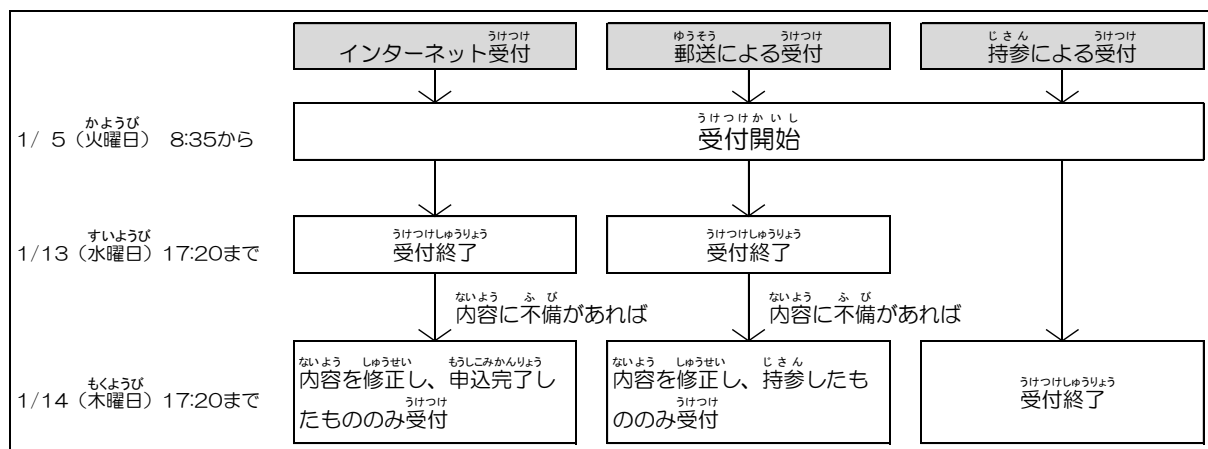 うけつけ ゆうそう うけつけ じさん うけつけ
インターネット受付 郵送による受付 持参による受付
かようび うけつけかいし
1/ 5（火曜日） 8:35から 受付開始
すいようび うけつけしゅうりょう うけつけしゅうりょう
1/13（水曜日）17:20まで 受付終了 受付終了
ないよう ふび ないよう ふび
内容に不備があれば 内容に不備があれば
ないよう しゅうせい もうしこみかんりょう ないよう しゅうせい じさん
内容を修正し、申込完了し 内容を修正し、持参したも
もくようび うけつけしゅうりょう
1/14（木曜日）17:20まで 受付終了
うけつけ うけつけ
たもののみ受付 ののみ受付